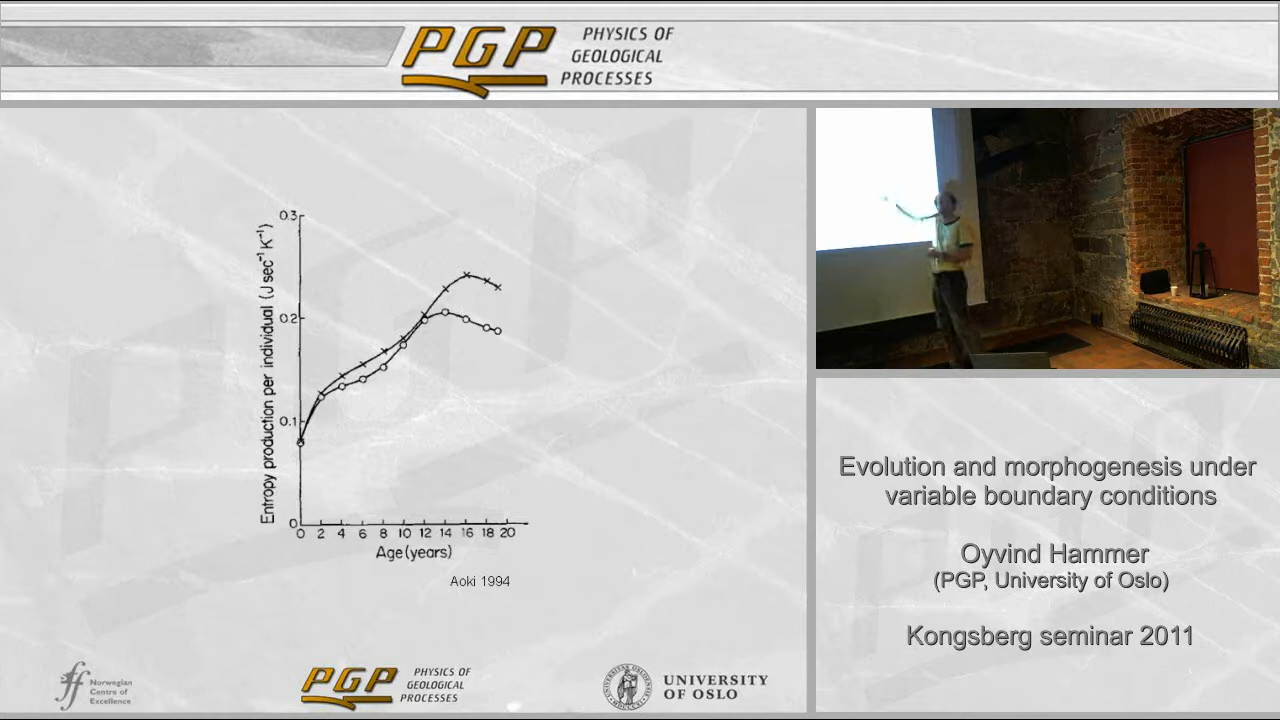 PGP
PHYSICS OF
GEOLOGICAL
PROCESSES
Entropy production per individual (J sec⁻¹ K⁻¹)
0.3
0.2
0.1
0
0 2 4 6 8 10 12 14 16 18 20
Age (years)
Aoki 1994
Evolution and morphogenesis under
variable boundary conditions
Oyvind Hammer
(PGP, University of Oslo)
Kongsberg seminar 2011
ff
Norwegian
Centre of
Excellence
PGP
PHYSICS OF
GEOLOGICAL
PROCESSES
UNIVERSITY
OF OSLO